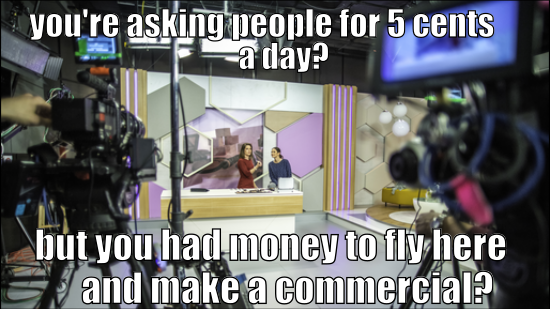 you're asking people for 5 cents
a day?
but you had money to fly here
and make a commercial?